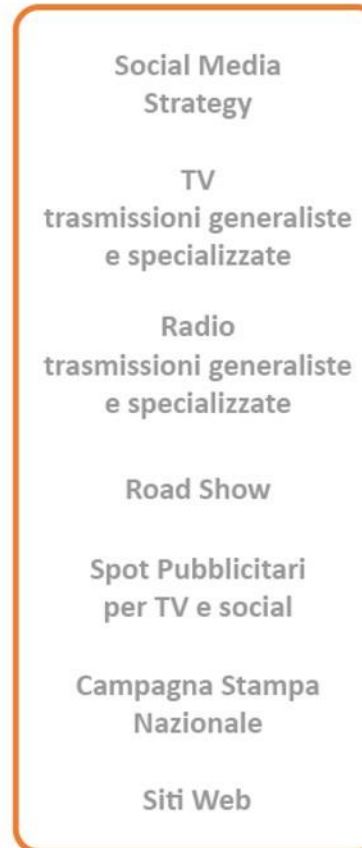 Social Media
Strategy
TV
trasmissioni generaliste
e specializzate
Radio
trasmissioni generaliste
e specializzate
Road Show
Spot Pubblicitari
per TV e social
Campagna Stampa
Nazionale
Siti Web